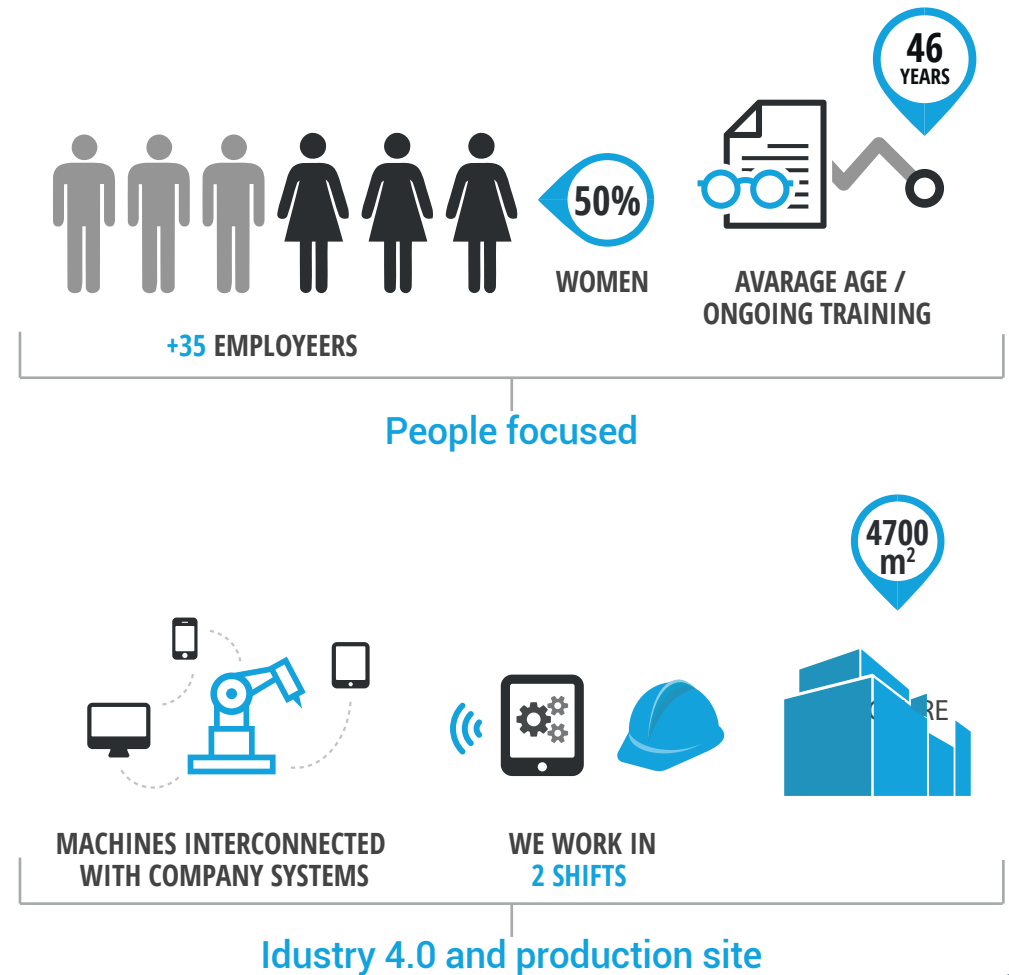 46
YEARS
50%
WOMEN
AVARAGE AGE /
ONGOING TRAINING
+35 EMPLOYEERS
People focused
4700
m²
RE
MACHINES INTERCONNECTED
WITH COMPANY SYSTEMS
WE WORK IN
2 SHIFTS
Idustry 4.0 and production site